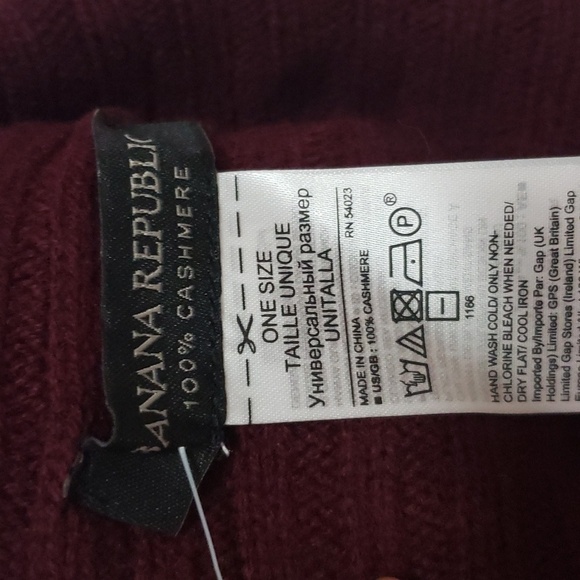 BANANA REPUBLIC
100% CASHMERE
ONE SIZE
TAILLE UNIQUE
Универсальный размер
UNITALLA
RN 54023
MADE IN CHINA
■ US/GB : 100% CASHMERE
P ®
1166
HAND WASH COLD/ ONLY NON-
CHLORINE BLEACH WHEN NEEDED/
DRY FLAT/ COOL IRON
Imported By/Importe Par: Gap (UK
Holdings) Limited: GPS (Great Britain)
Limited Gap Stores (Ireland) Limited Gap